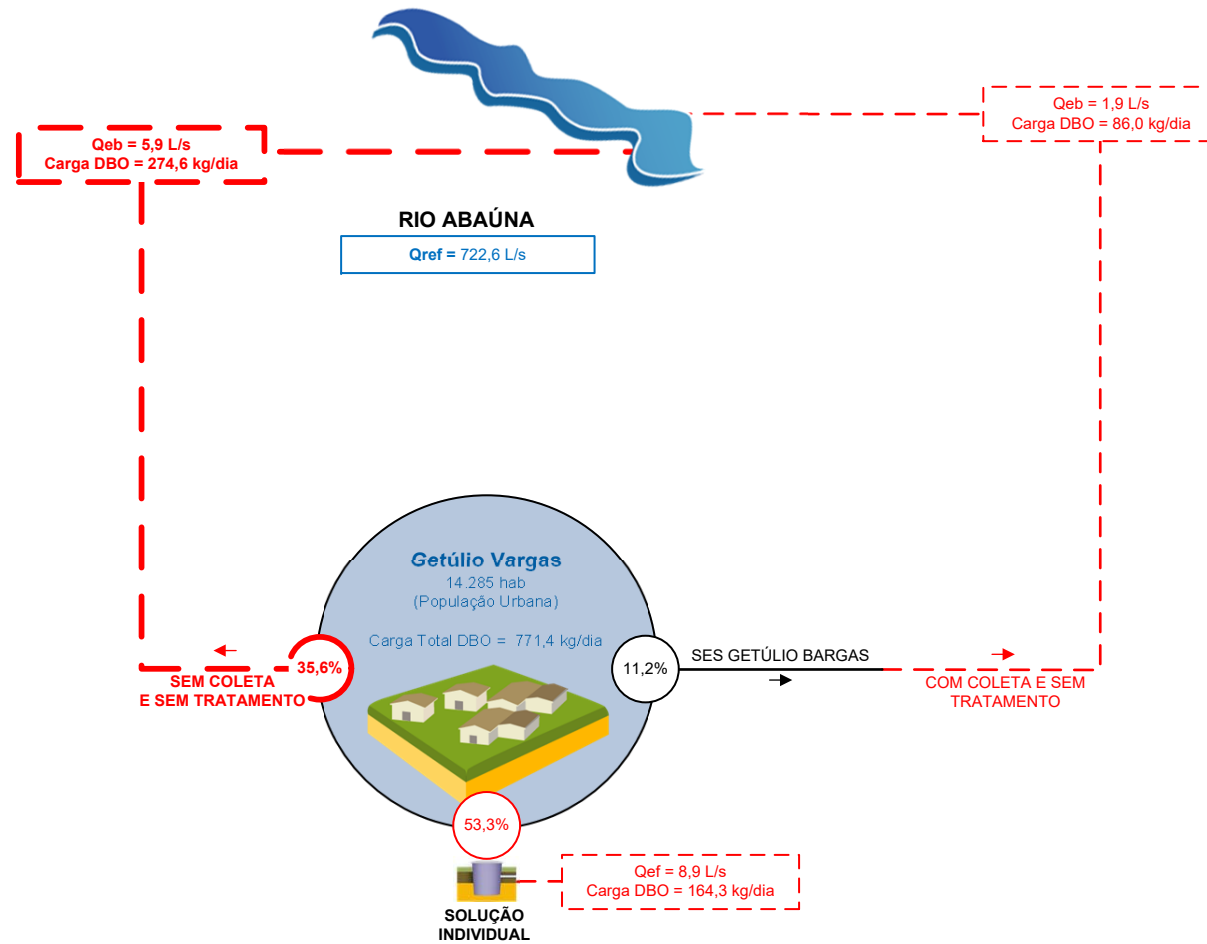 Qeb = 5,9 L/s
Carga DBO = 274,6 kg/dia
Qeb = 1,9 L/s
Carga DBO = 86,0 kg/dia
RIO ABAÚNA
Qref = 722,6 L/s
Getúlio Vargas
14.285 hab
(População Urbana)
Carga Total DBO = 771,4 kg/dia
35,6%
SEM COLETA
E SEM TRATAMENTO
11,2%
SES GETÚLIO BARGAS
COM COLETA E SEM
TRATAMENTO
53,3%
Qef = 8,9 L/s
Carga DBO = 164,3 kg/dia
SOLUÇÃO
INDIVIDUAL